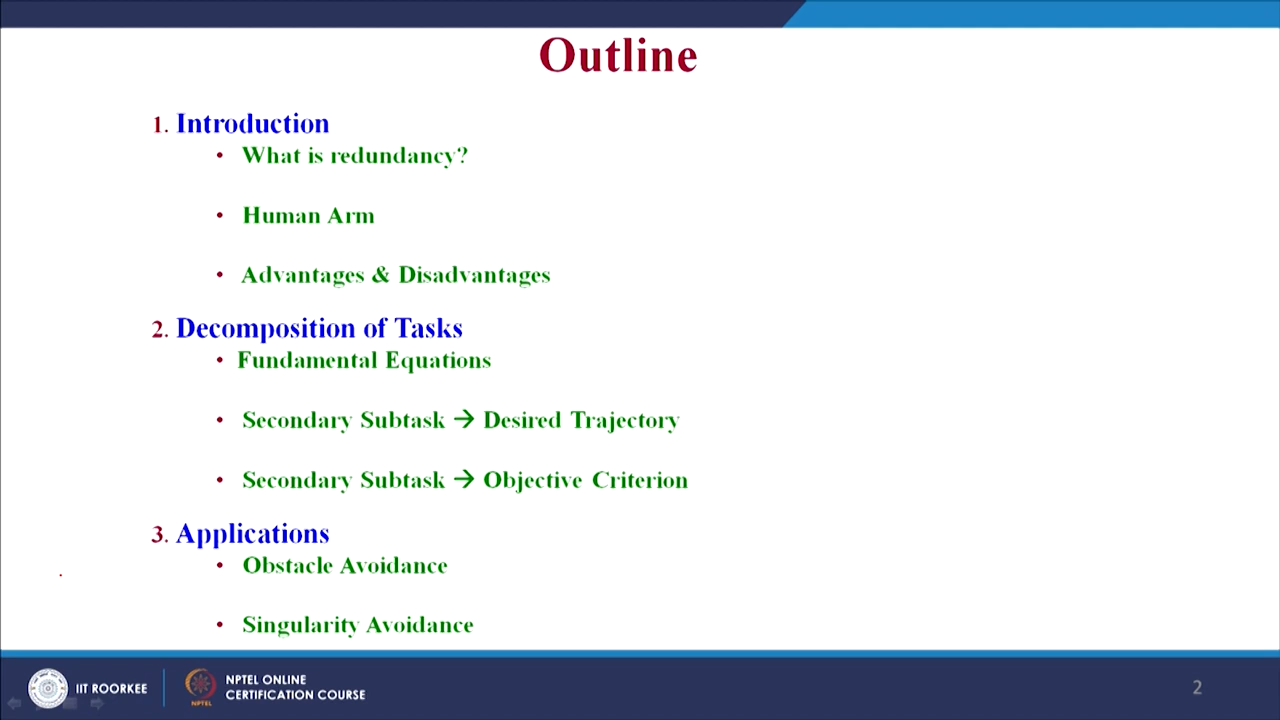 Outline
1. Introduction
• What is redundancy?
• Human Arm
• Advantages & Disadvantages
2. Decomposition of Tasks
• Fundamental Equations
• Secondary Subtask → Desired Trajectory
• Secondary Subtask → Objective Criterion
3. Applications
• Obstacle Avoidance
• Singularity Avoidance
IIT ROORKEE
NPTEL
NPTEL ONLINE
CERTIFICATION COURSE
2